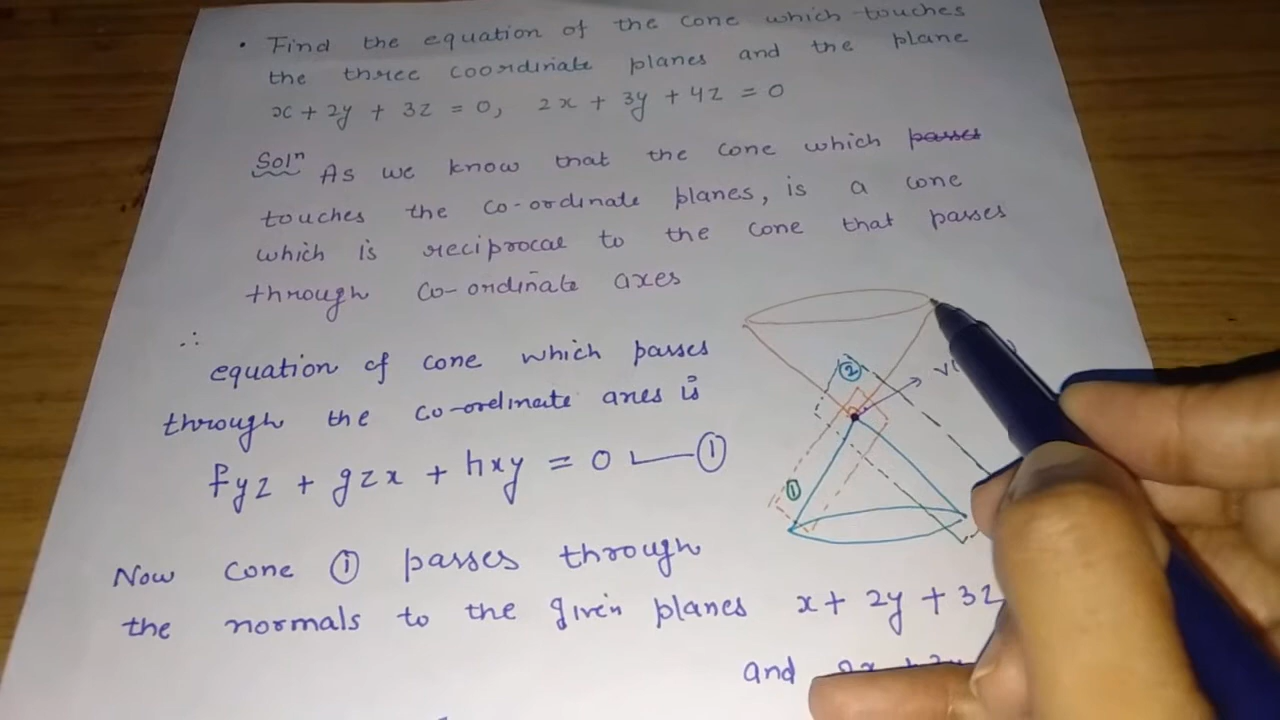 • Find the equation of the cone which touches
the three coordinate planes and the plane
x + 2y + 3z = 0, 2x + 3y + 4z = 0
Solⁿ As we know that the cone which passes
touches the co-ordinate planes, is a cone
which is reciprocal to the cone that passes
through co-ordinate axes
∴
equation of cone which passes
through the co-ordinate axes is
fyz + gzx + hxy = 0 — ①
②
V(
①
Now cone ① passes through
the normals to the given planes x + 2y + 3z
and